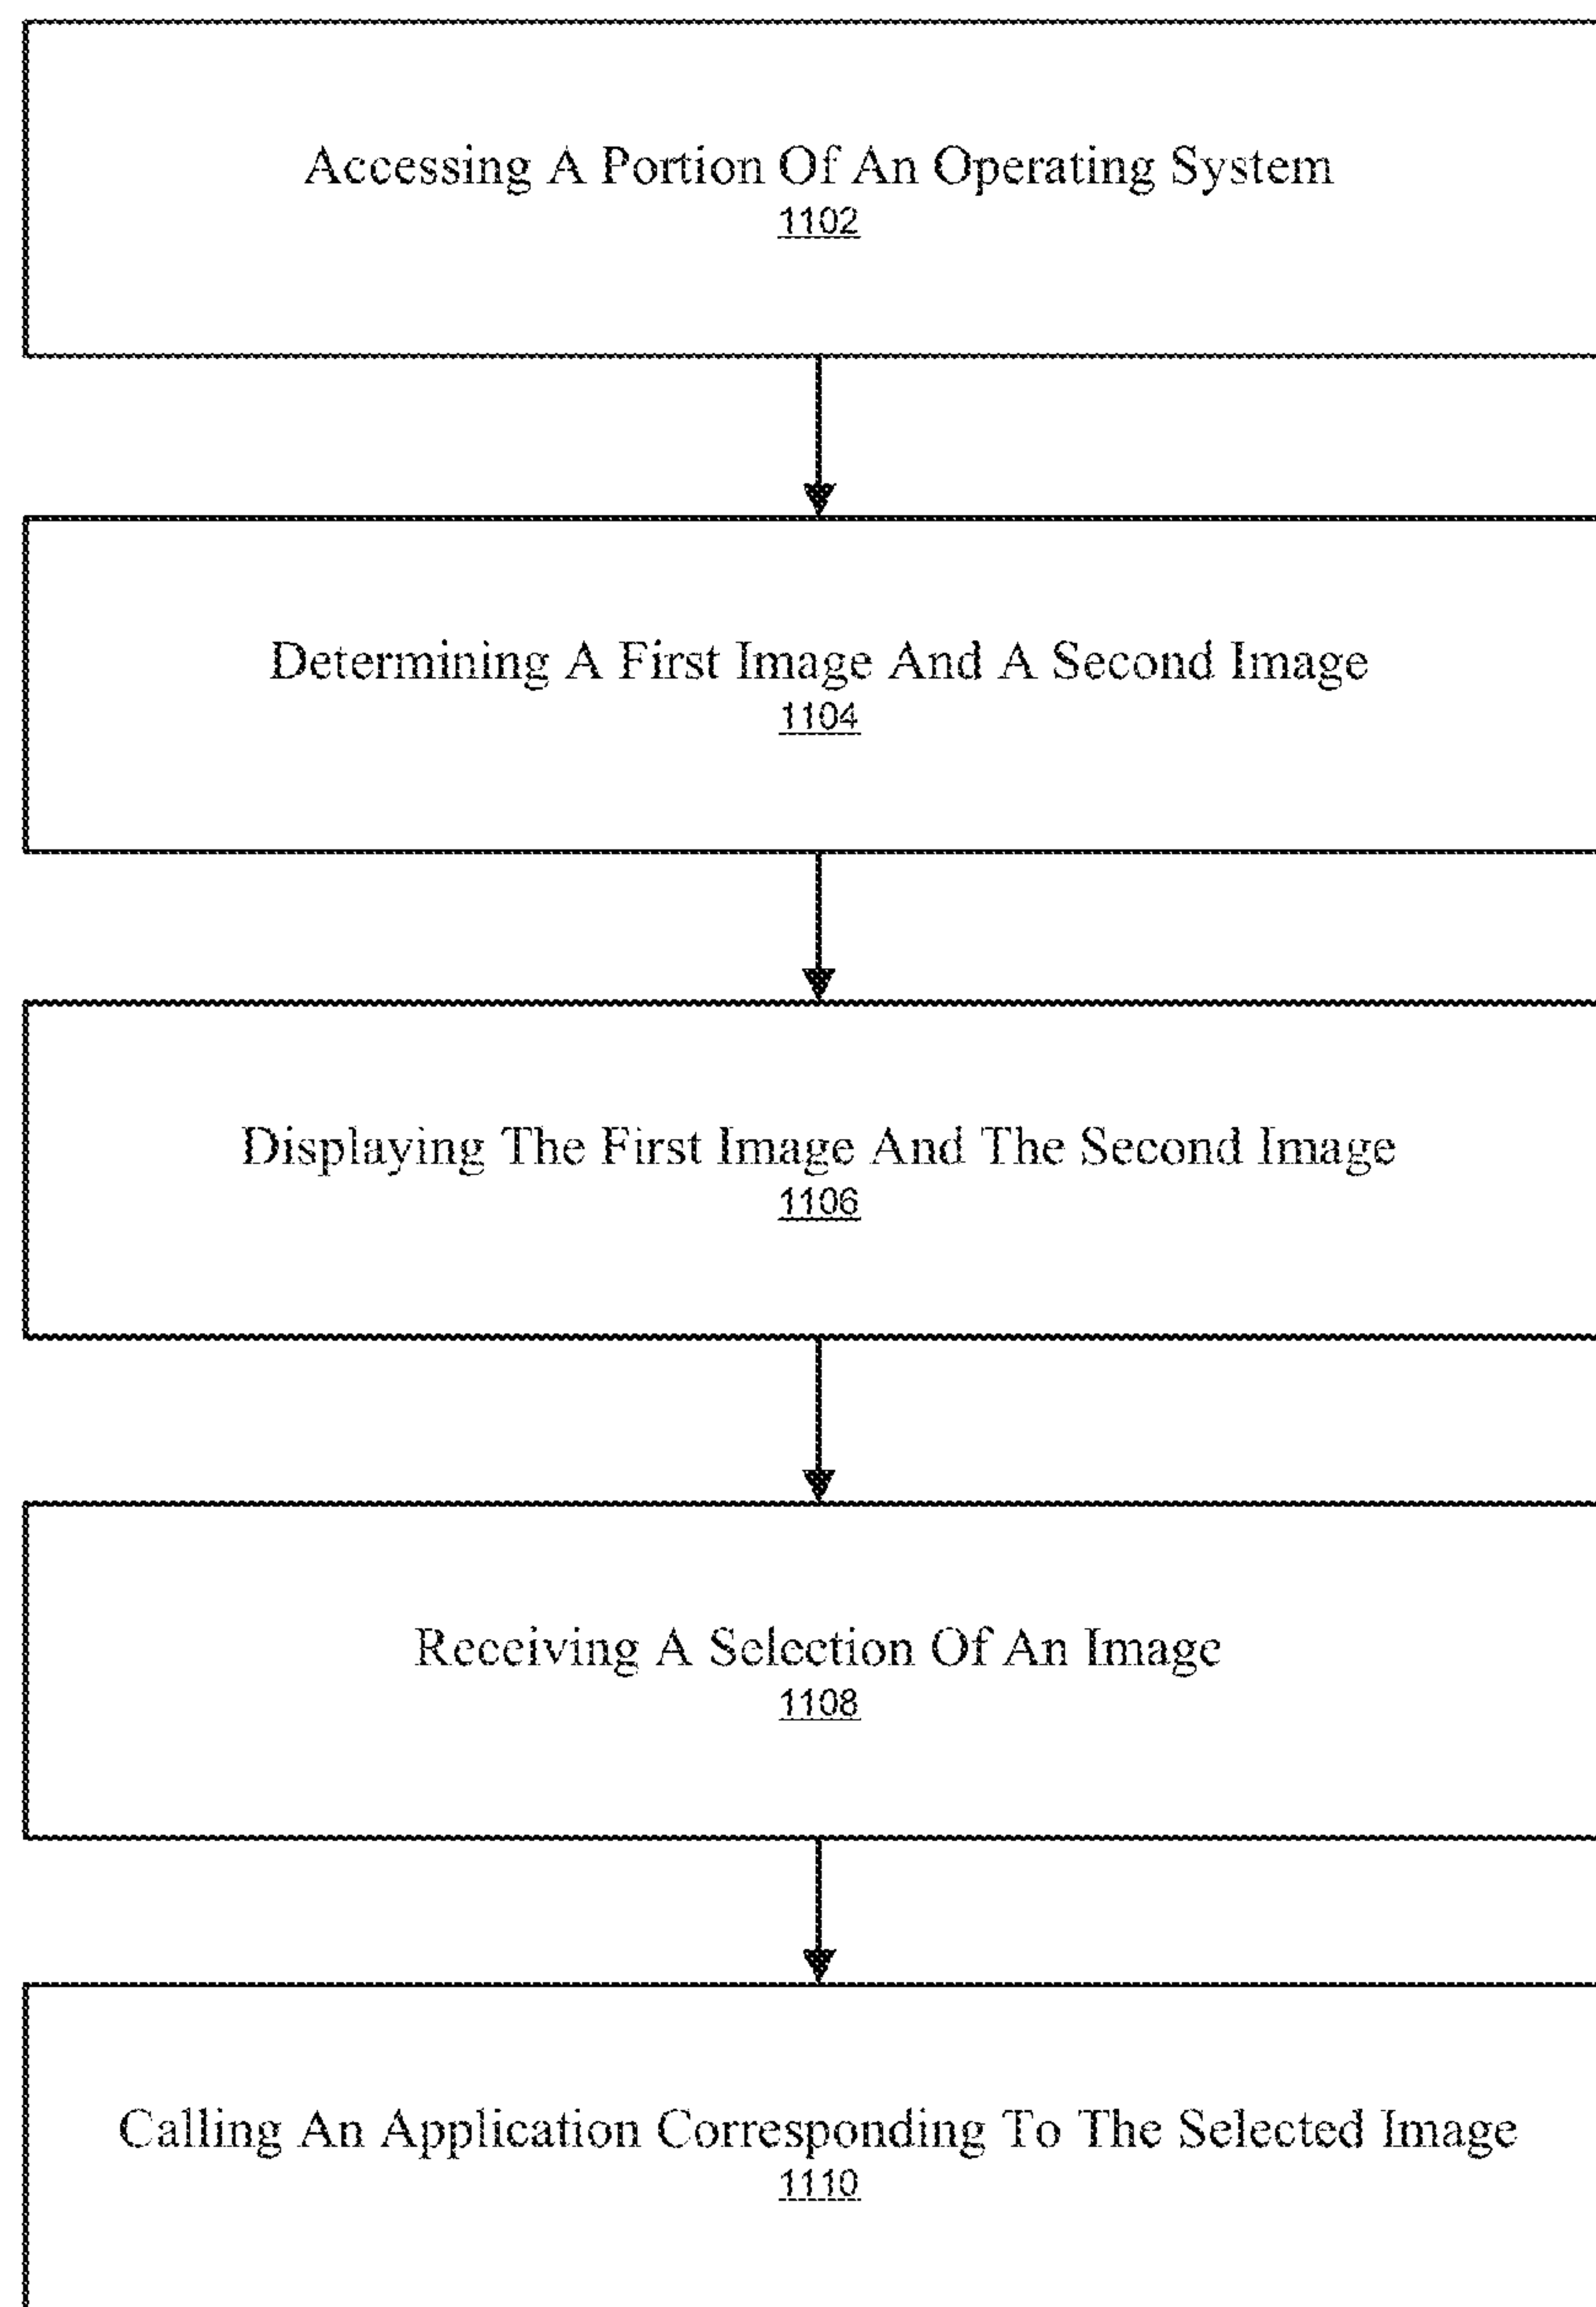 Accessing A Portion Of An Operating System
1102
Determining A First Image And A Second Image
1104
Displaying The First Image And The Second Image
1106
Receiving A Selection Of An Image
1108
Calling An Application Corresponding To The Selected Image
1110